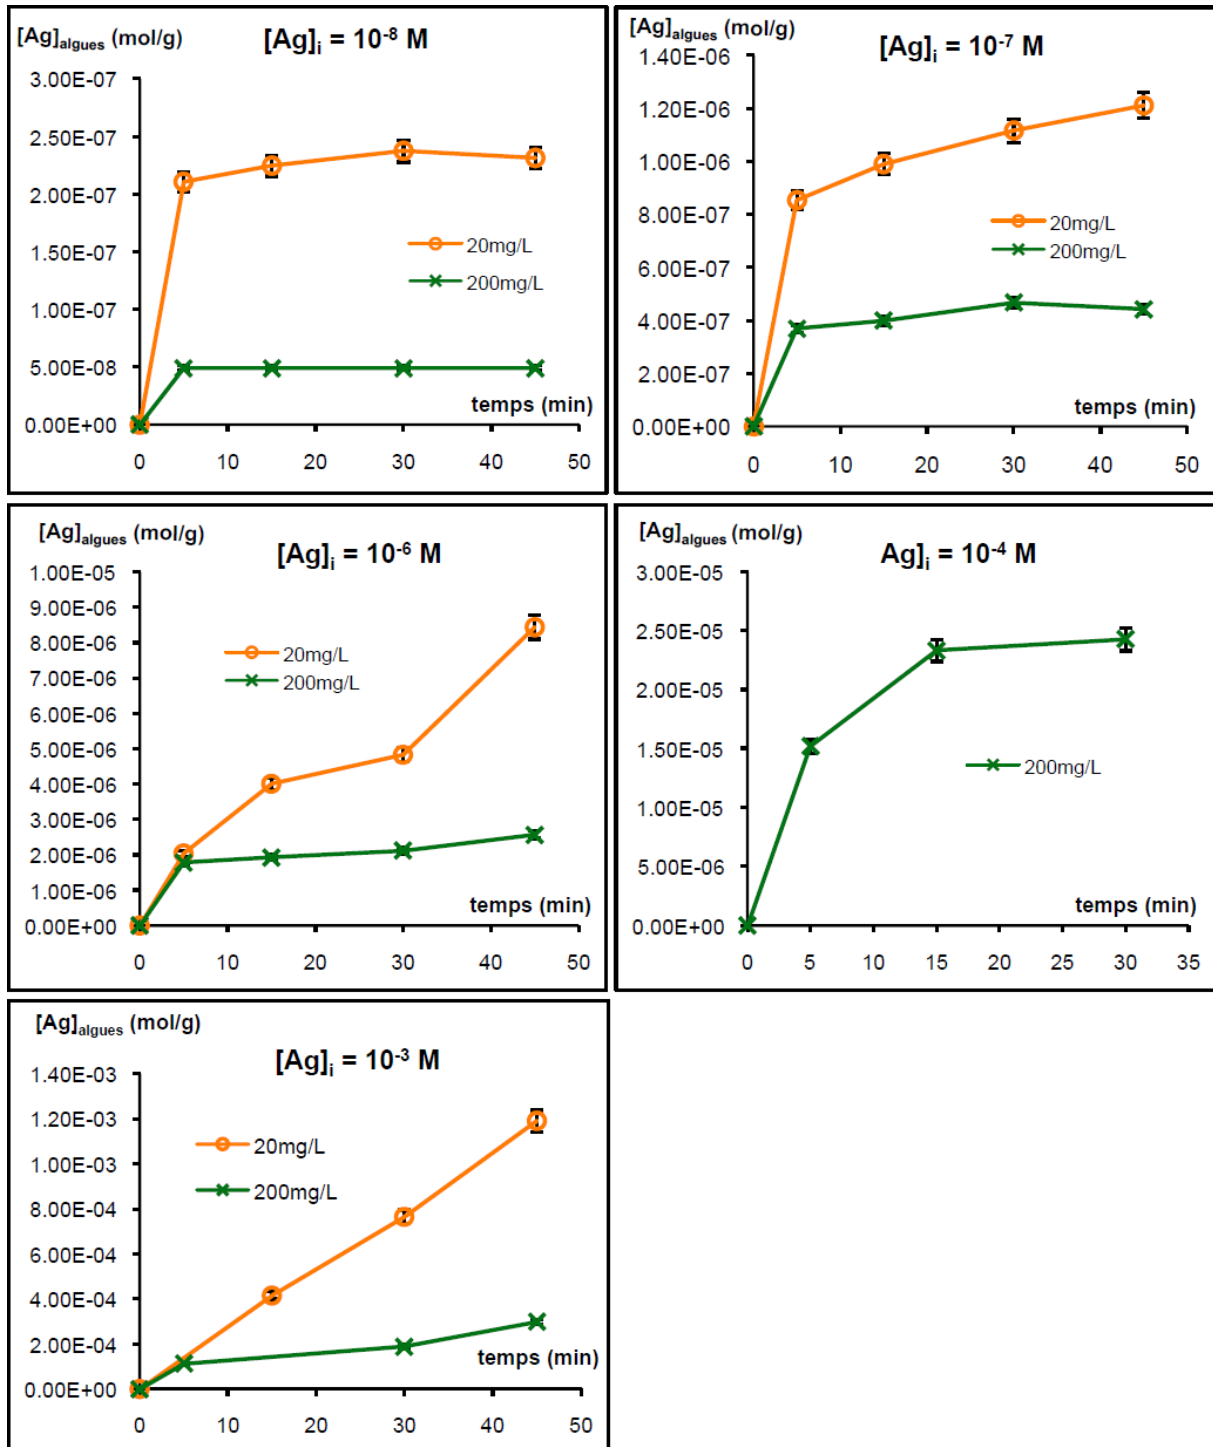 [Ag]algues (mol/g)
[Ag]i = 10-8 M
3.00E-07
2.50E-07
2.00E-07
1.50E-07
1.00E-07
5.00E-08
0.00E+00
20mg/L
200mg/L
temps (min)
0 10 20 30 40 50
[Ag]algues (mol/g)
[Ag]i = 10-7 M
1.40E-06
1.20E-06
1.00E-06
8.00E-07
6.00E-07
4.00E-07
2.00E-07
0.00E+00
20mg/L
200mg/L
temps (min)
0 10 20 30 40 50
[Ag]algues (mol/g)
[Ag]i = 10-6 M
1.00E-05
9.00E-06
8.00E-06
7.00E-06
6.00E-06
5.00E-06
4.00E-06
3.00E-06
2.00E-06
1.00E-06
0.00E+00
20mg/L
200mg/L
temps (min)
0 10 20 30 40 50
[Ag]algues (mol/g)
Ag]i = 10-4 M
3.00E-05
2.50E-05
2.00E-05
1.50E-05
1.00E-05
5.00E-06
0.00E+00
200mg/L
temps (min)
0 5 10 15 20 25 30 35
[Ag]algues (mol/g)
[Ag]i = 10-3 M
1.40E-03
1.20E-03
1.00E-03
8.00E-04
6.00E-04
4.00E-04
2.00E-04
0.00E+00
20mg/L
200mg/L
temps (min)
0 10 20 30 40 50